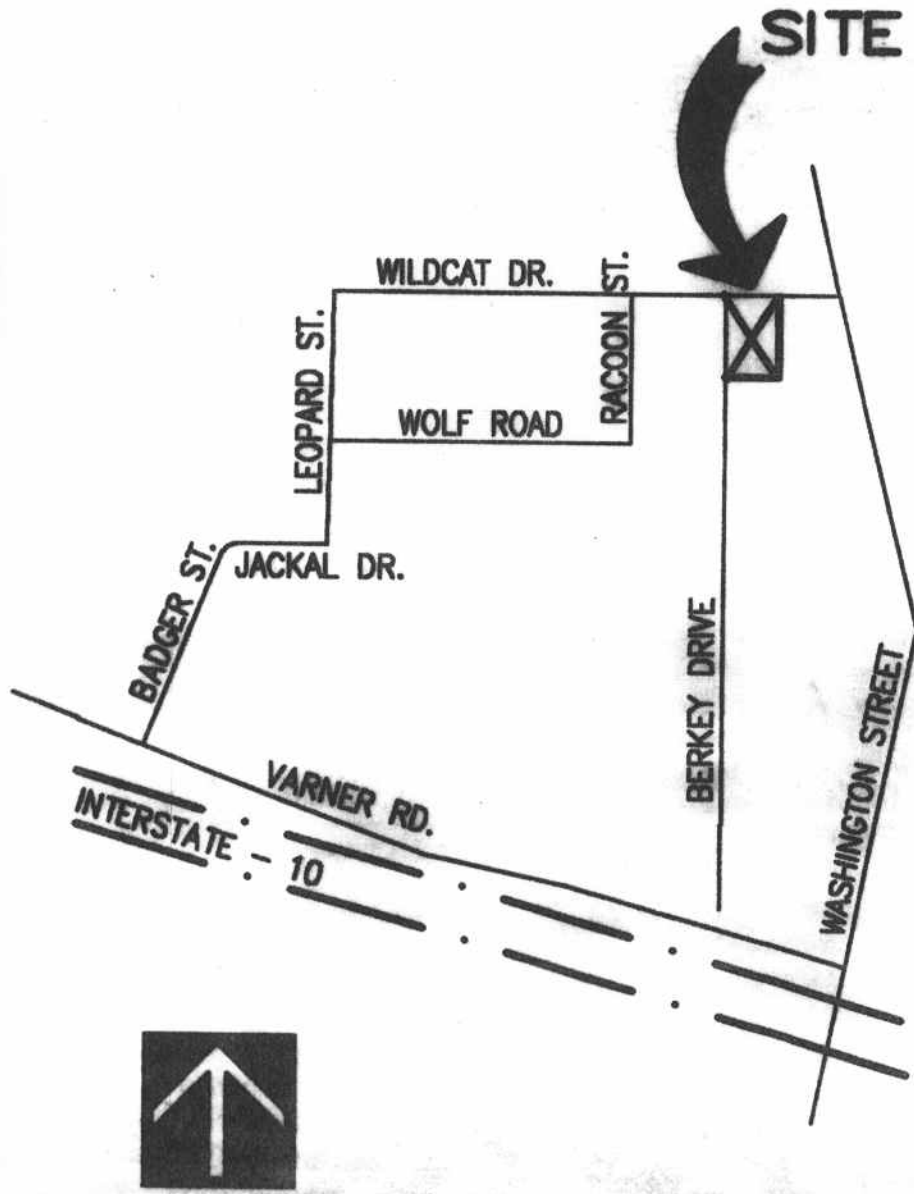 SITE
WILDCAT DR.
RACOON ST.
LEOPARD ST.
WOLF ROAD
BADGER ST.
JACKAL DR.
BERKEY DRIVE
WASHINGTON STREET
VARNER RD.
INTERSTATE - 10